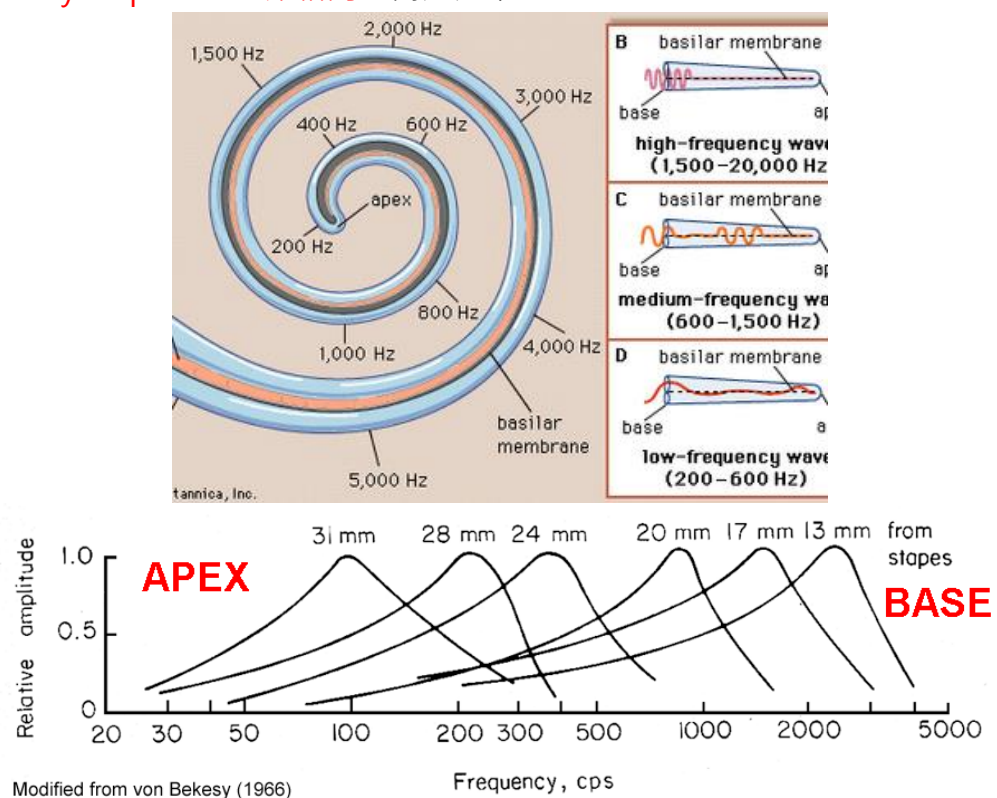 2,000 Hz
1,500 Hz
3,000 Hz
400 Hz
600 Hz
apex
200 Hz
800 Hz
1,000 Hz
4,000 Hz
basilar
membrane
5,000 Hz
tannica, Inc.
B
basilar membrane
base
ap
high-frequency wave
(1,500-20,000 Hz
C
basilar membrane
base
ap
medium-frequency wa
(600-1,500 Hz)
D
basilar membrane
base
a
low-frequency wave
(200-600 Hz)
31 mm 28 mm 24 mm 20 mm 17 mm 13 mm from
stapes
APEX
BASE
Relative amplitude
1.0
0.5
0
20 30 50 100 200 300 500 1000 2000 5000
Frequency, cps
Modified from von Bekesy (1966)